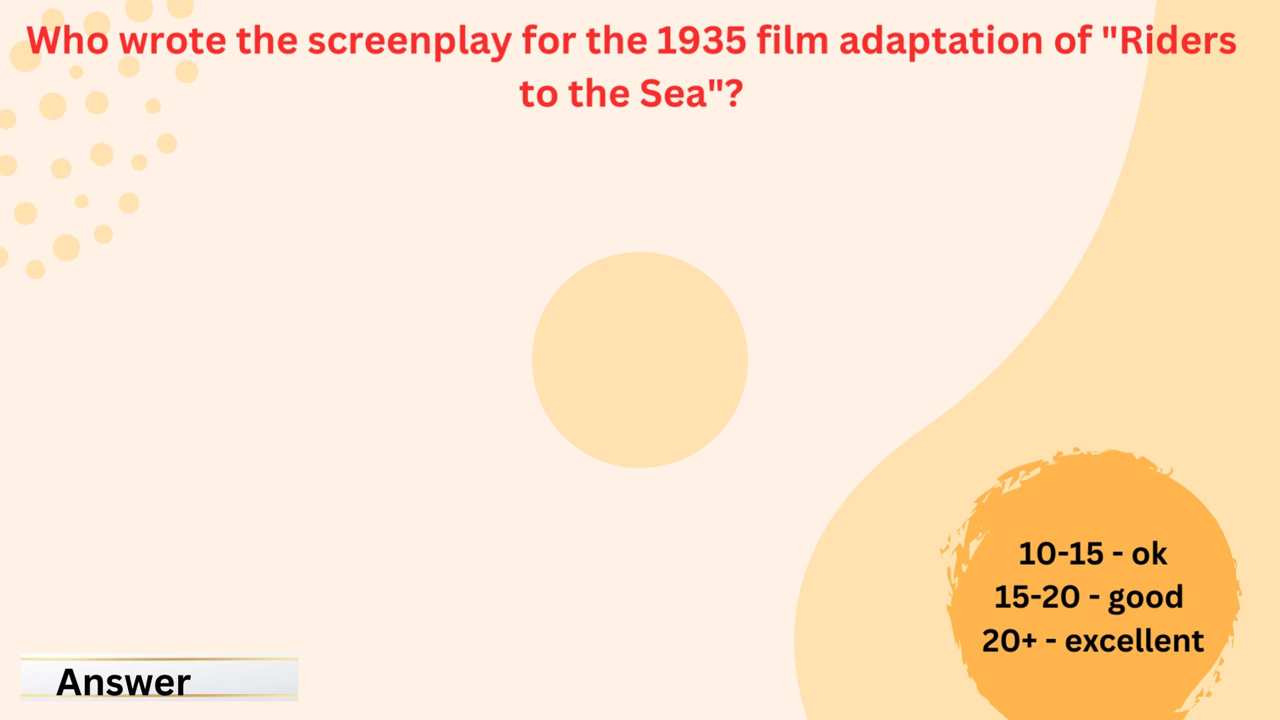 Who wrote the screenplay for the 1935 film adaptation of "Riders
to the Sea"?
10-15 - ok
15-20 - good
20+ - excellent
Answer